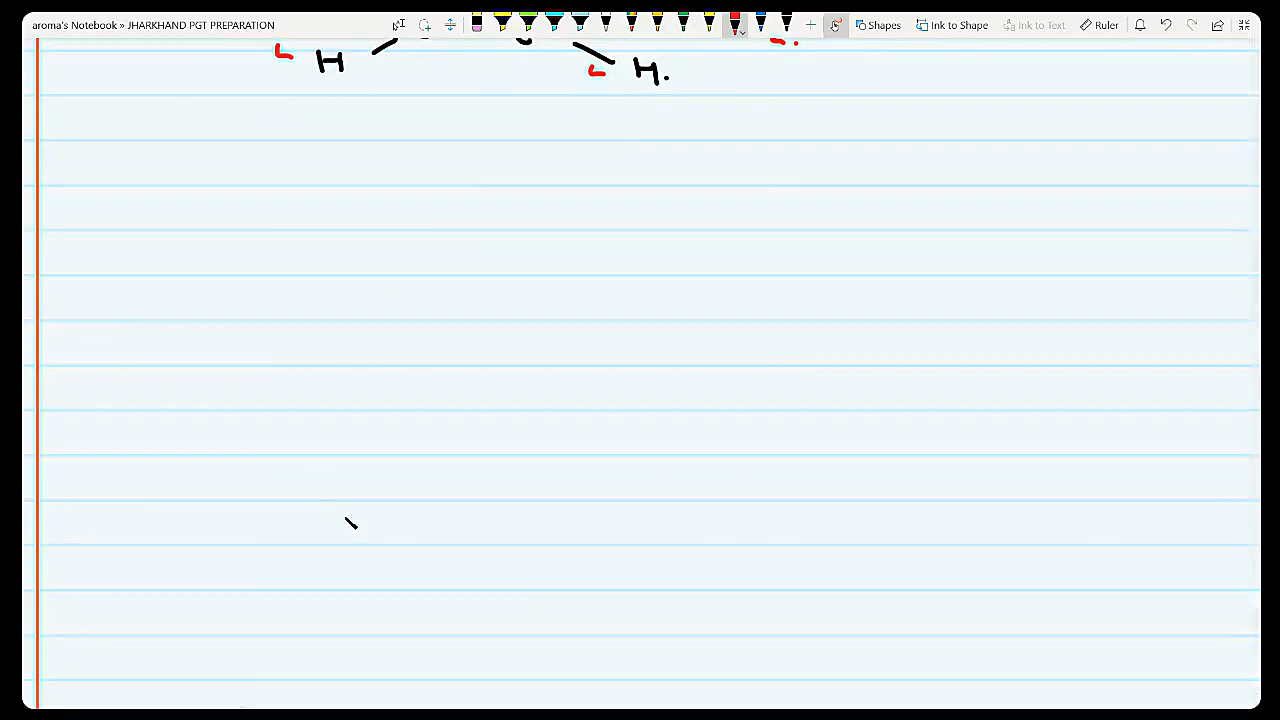 aroma's Notebook » JHARKHAND PGT PREPARATION
Shapes
Ink to Shape
Ink to Text
Ruler
H
H.